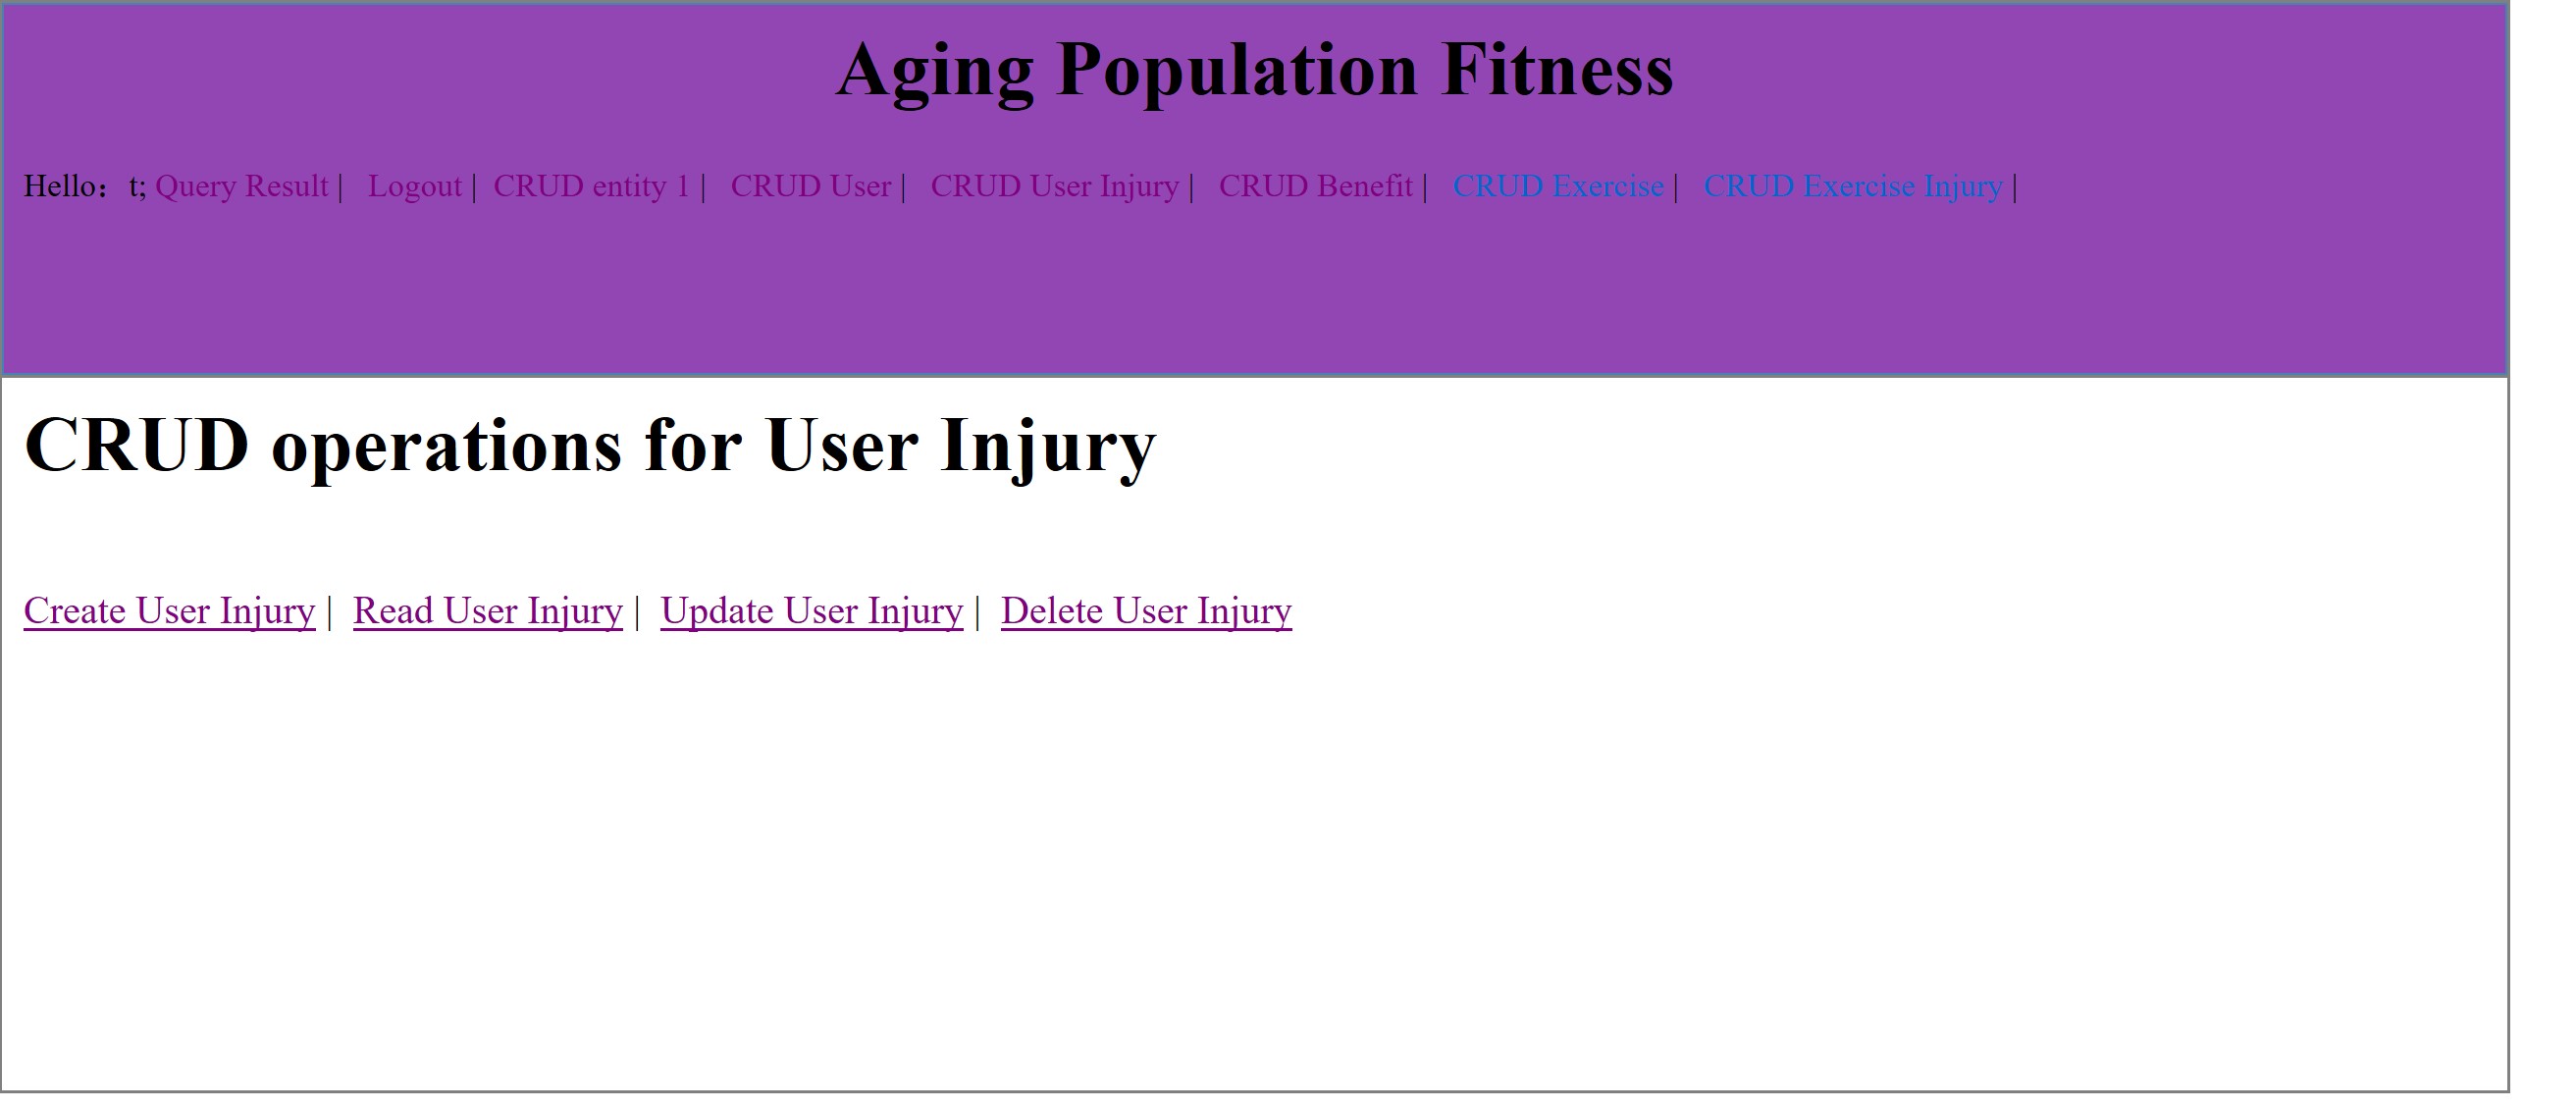 Aging Population Fitness
Hello：t; Query Result | Logout | CRUD entity 1 | CRUD User | CRUD User Injury | CRUD Benefit | CRUD Exercise | CRUD Exercise Injury |
CRUD operations for User Injury
Create User Injury | Read User Injury | Update User Injury | Delete User Injury